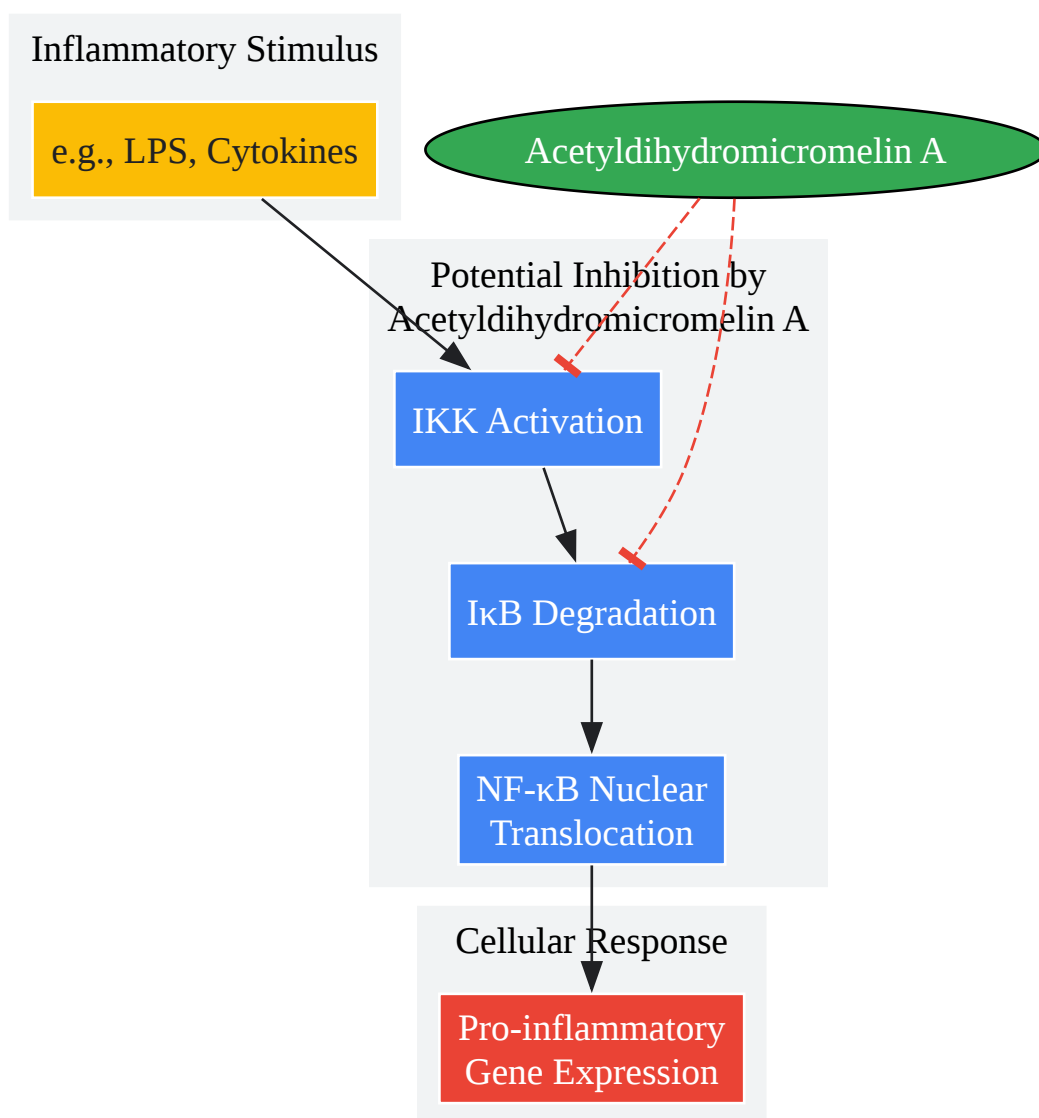 Inflammatory Stimulus
e.g., LPS, Cytokines
Acetyldihydromicromelin A
Potential Inhibition by
Acetyldihydromicromelin A
IKK Activation
IκB Degradation
NF-κB Nuclear
Translocation
Cellular Response
Pro-inflammatory
Gene Expression